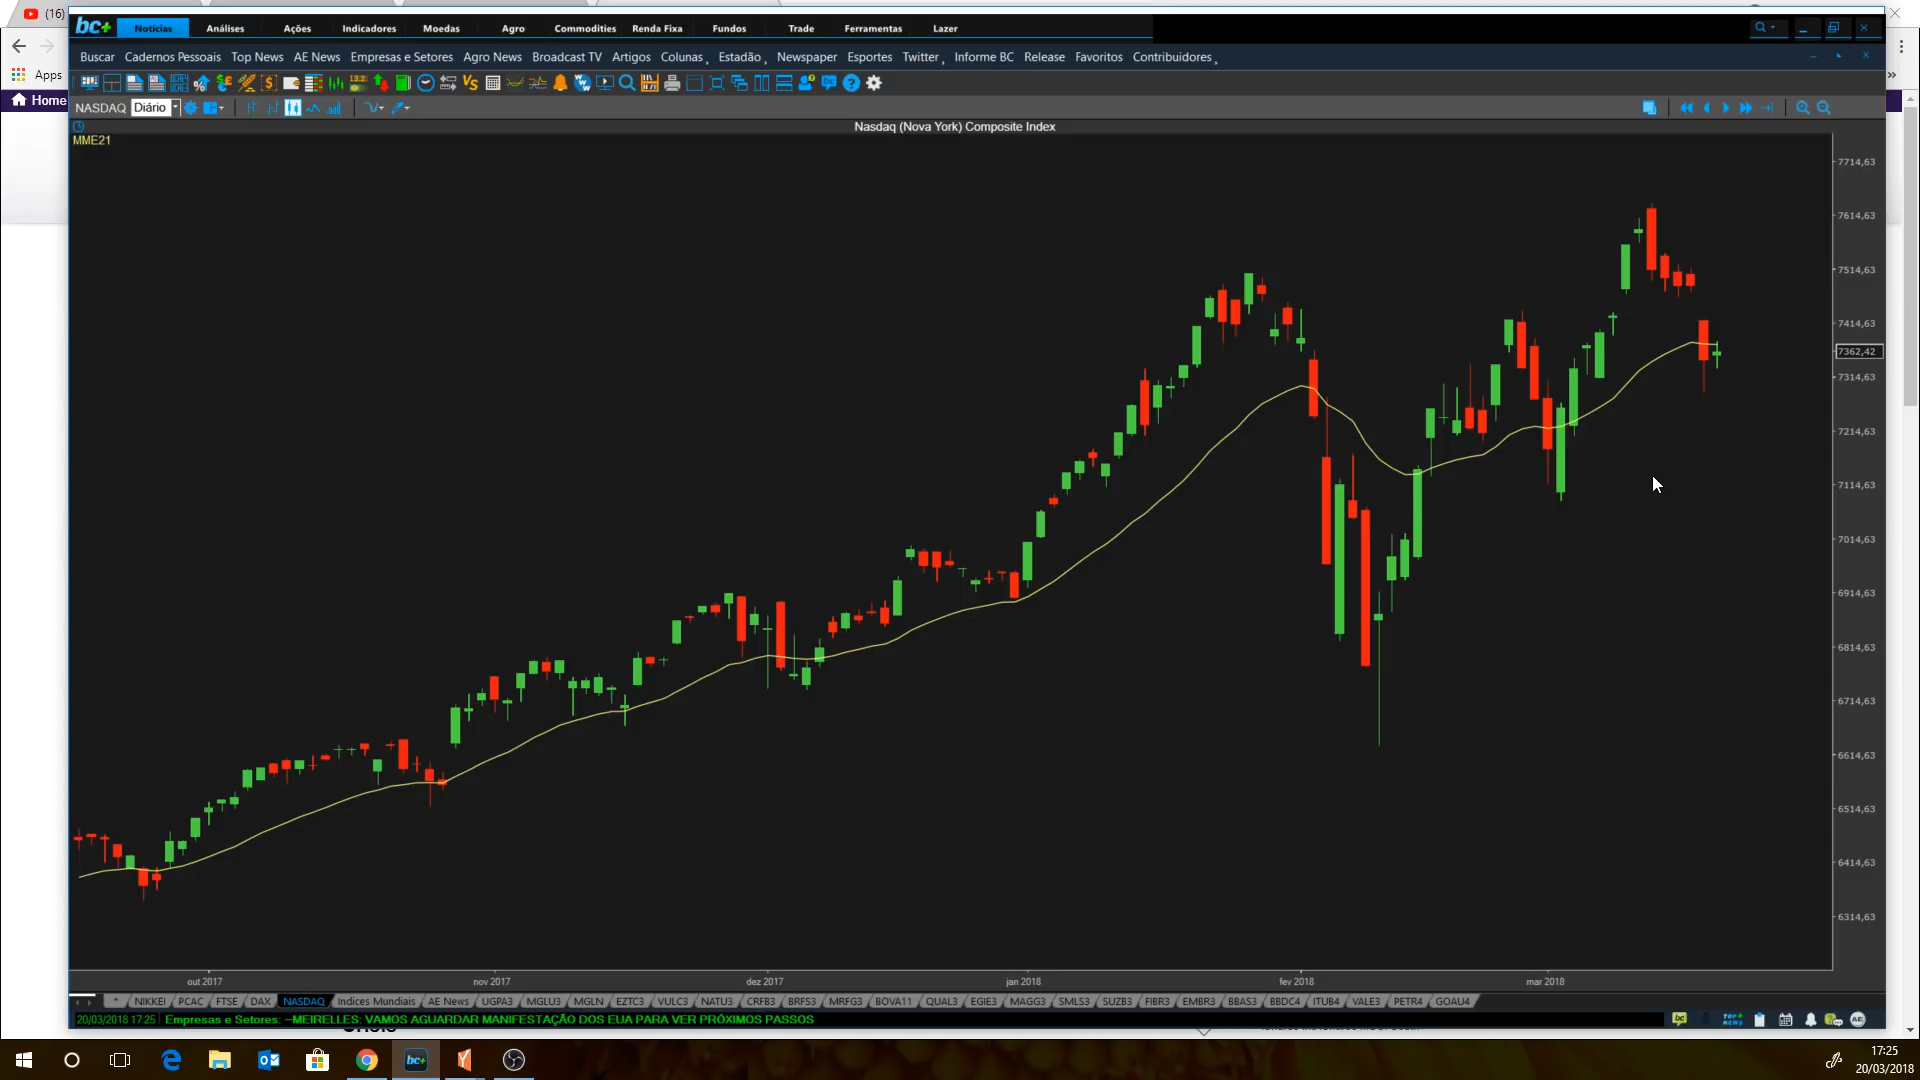 (16)
bc+ Notícias Análises Ações Indicadores Moedas Agro Commodities Renda Fixa Fundos Trade Ferramentas Lazer
Buscar Cadernos Pessoais Top News AE News Empresas e Setores Agro News Broadcast TV Artigos Colunas Estadão Newspaper Esportes Twitter Informe BC Release Favoritos Contribuidores
Apps
Home
NASDAQ Diário
Nasdaq (Nova York) Composite Index
MME21
7714,63
7614,63
7514,63
7414,63
7362,42
7314,63
7214,63
7114,63
7014,63
6914,63
6814,63
6714,63
6614,63
6514,63
6414,63
6314,63
out 2017 nov 2017 dez 2017 jan 2018 fev 2018 mar 2018
* NIKKEI PCAC FTSE DAX NASDAQ Indices Mundiais AE News UGPA3 MGLU3 MGLN EZTC3 VULC3 NATU3 CRFB3 BRFS3 MRFG3 BOVA11 QUAL3 EGIE3 MAGG3 SMLS3 SUZB3 FIBR3 EMBR3 BBAS3 BBDC4 ITUB4 VALE3 PETR4 GOAU4
20/03/2018 17:25 Empresas e Setores: --MEIRELLES: VAMOS AGUARDAR MANIFESTAÇÃO DOS EUA PARA VER PRÓXIMOS PASSOS
bc+
17:25
20/03/2018